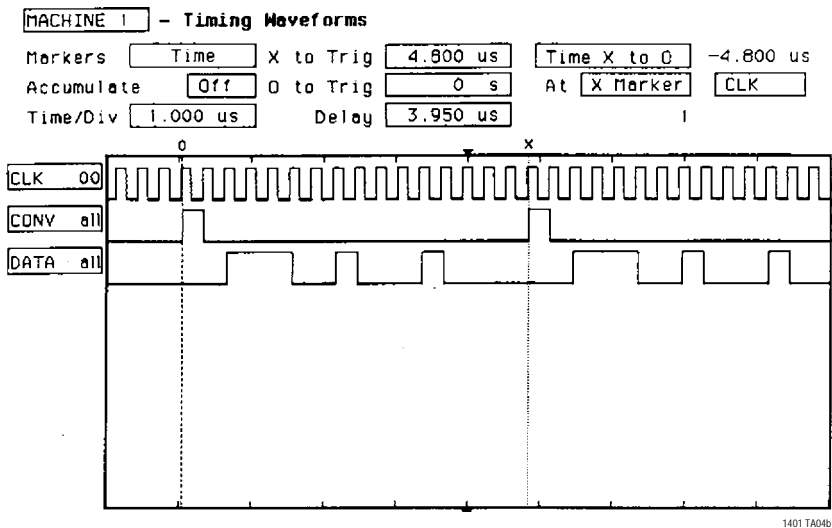 MACHINE 1 - Timing Waveforms
Markers Time X to Trig 4.800 us Time X to O -4.800 us
Accumulate Off O to Trig 0 s At X Marker CLK
Time/Div 1.000 us Delay 3.950 us 1
O X
CLK 00
CONV all
DATA all
1401 TA04b